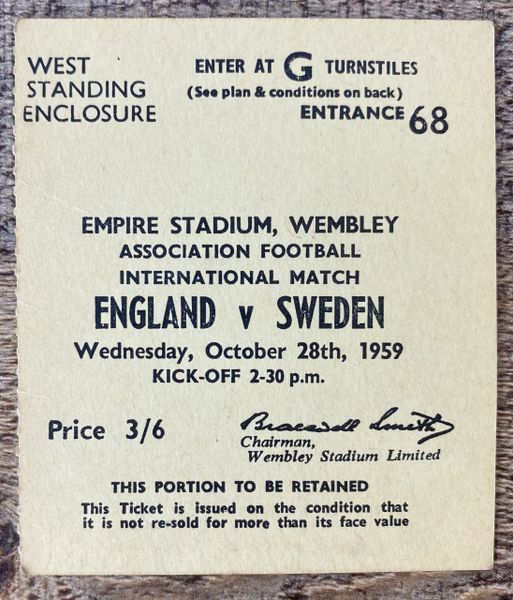 WEST
STANDING
ENCLOSURE
ENTER AT G TURNSTILES
(See plan & conditions on back)
ENTRANCE 68
EMPIRE STADIUM, WEMBLEY
ASSOCIATION FOOTBALL
INTERNATIONAL MATCH
ENGLAND v SWEDEN
Wednesday, October 28th, 1959
KICK-OFF 2-30 p.m.
Price 3/6
Bracewell Smith
Chairman,
Wembley Stadium Limited
THIS PORTION TO BE RETAINED
This Ticket is issued on the condition that
it is not re-sold for more than its face value